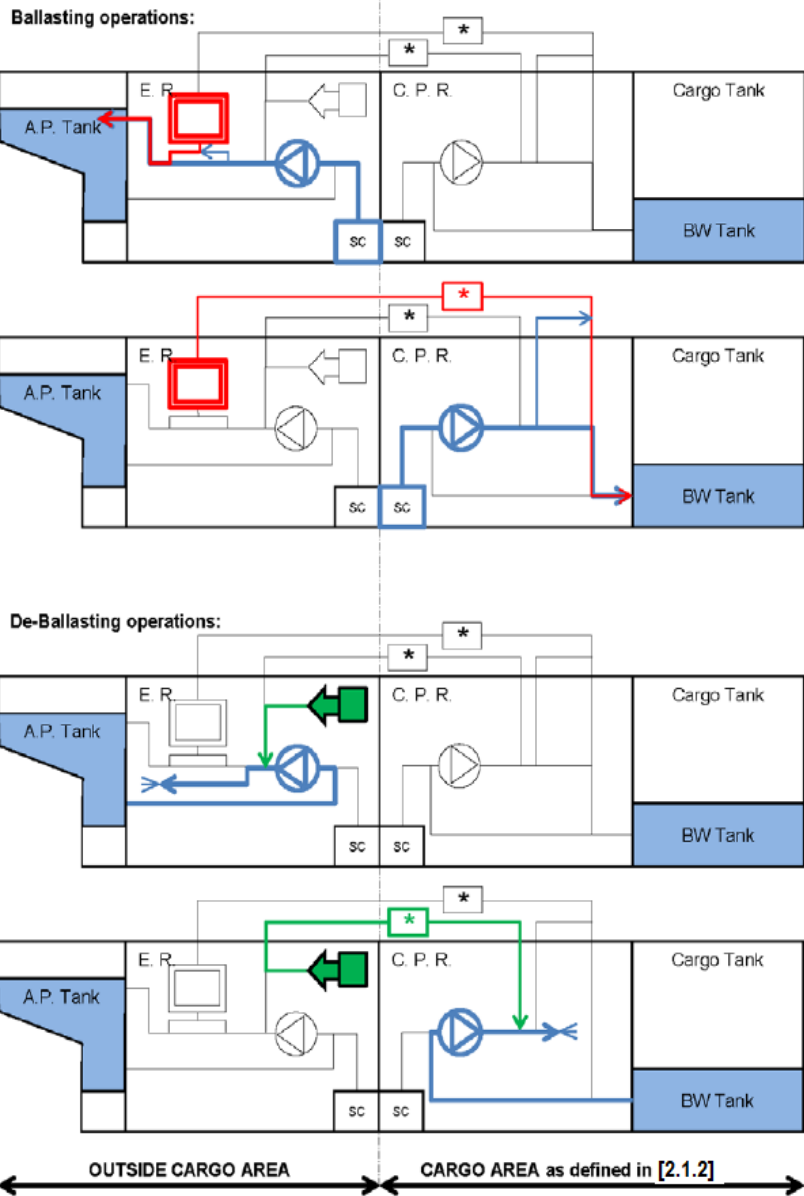 Ballasting operations:
*
*
E. R.
C. P. R.
Cargo Tank
A.P. Tank
BW Tank
sc
sc
*
*
E. R.
C. P. R.
Cargo Tank
A.P. Tank
BW Tank
sc
sc
De-Ballasting operations:
*
*
E. R.
C. P. R.
Cargo Tank
A.P. Tank
BW Tank
sc
sc
*
*
E. R.
C. P. R.
Cargo Tank
A.P. Tank
BW Tank
sc
sc
OUTSIDE CARGO AREA
CARGO AREA as defined in [2.1.2]